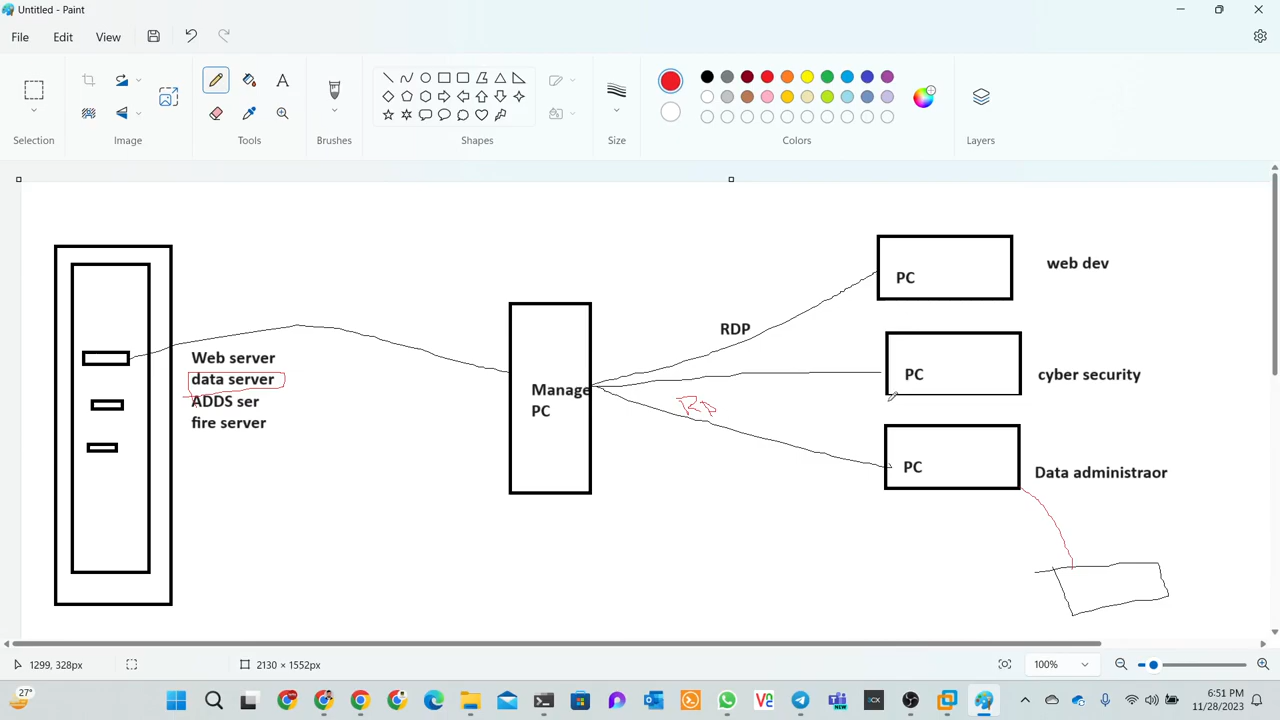 Untitled - Paint
File Edit View
Selection Image Tools Brushes Shapes Size Colors Layers
web dev
PC
RDP
Web server
data server
ADDS ser
fire server
Manage
PC
PC
cyber security
PC
Data administraor
1299, 328px
2130 × 1552px
100%
27°
NEW
6:51 PM
11/28/2023